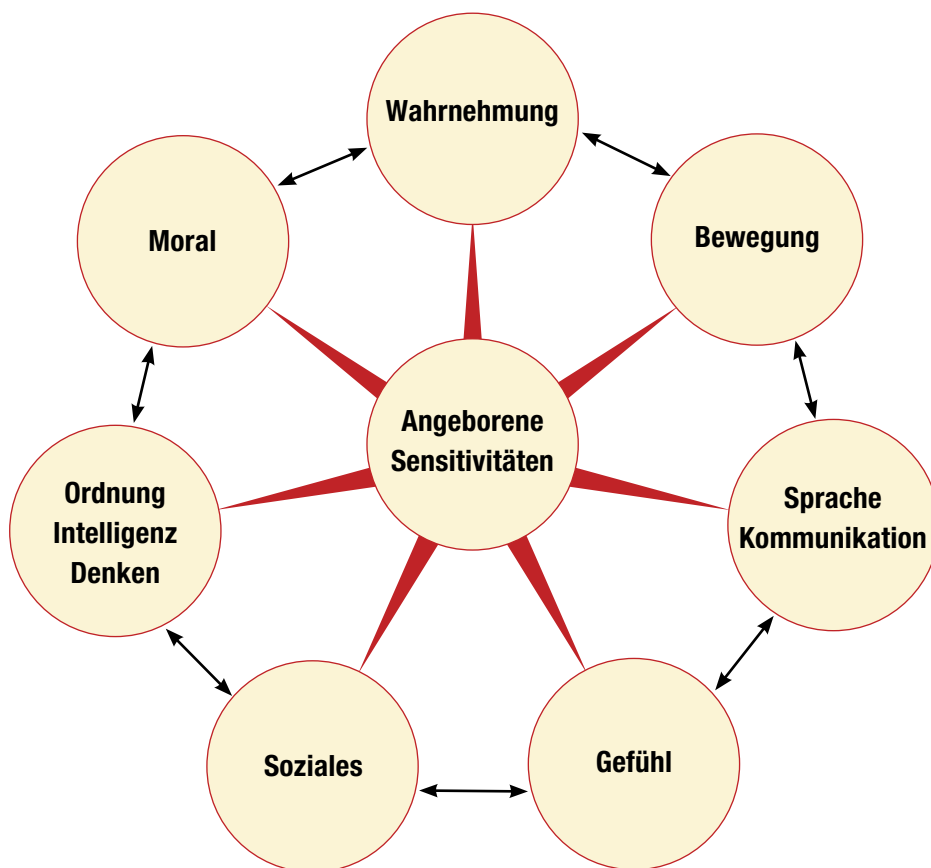 Wahrnehmung
Moral
Bewegung
Angeborene
Sensitivitäten
Ordnung
Intelligenz
Denken
Sprache
Kommunikation
Soziales
Gefühl